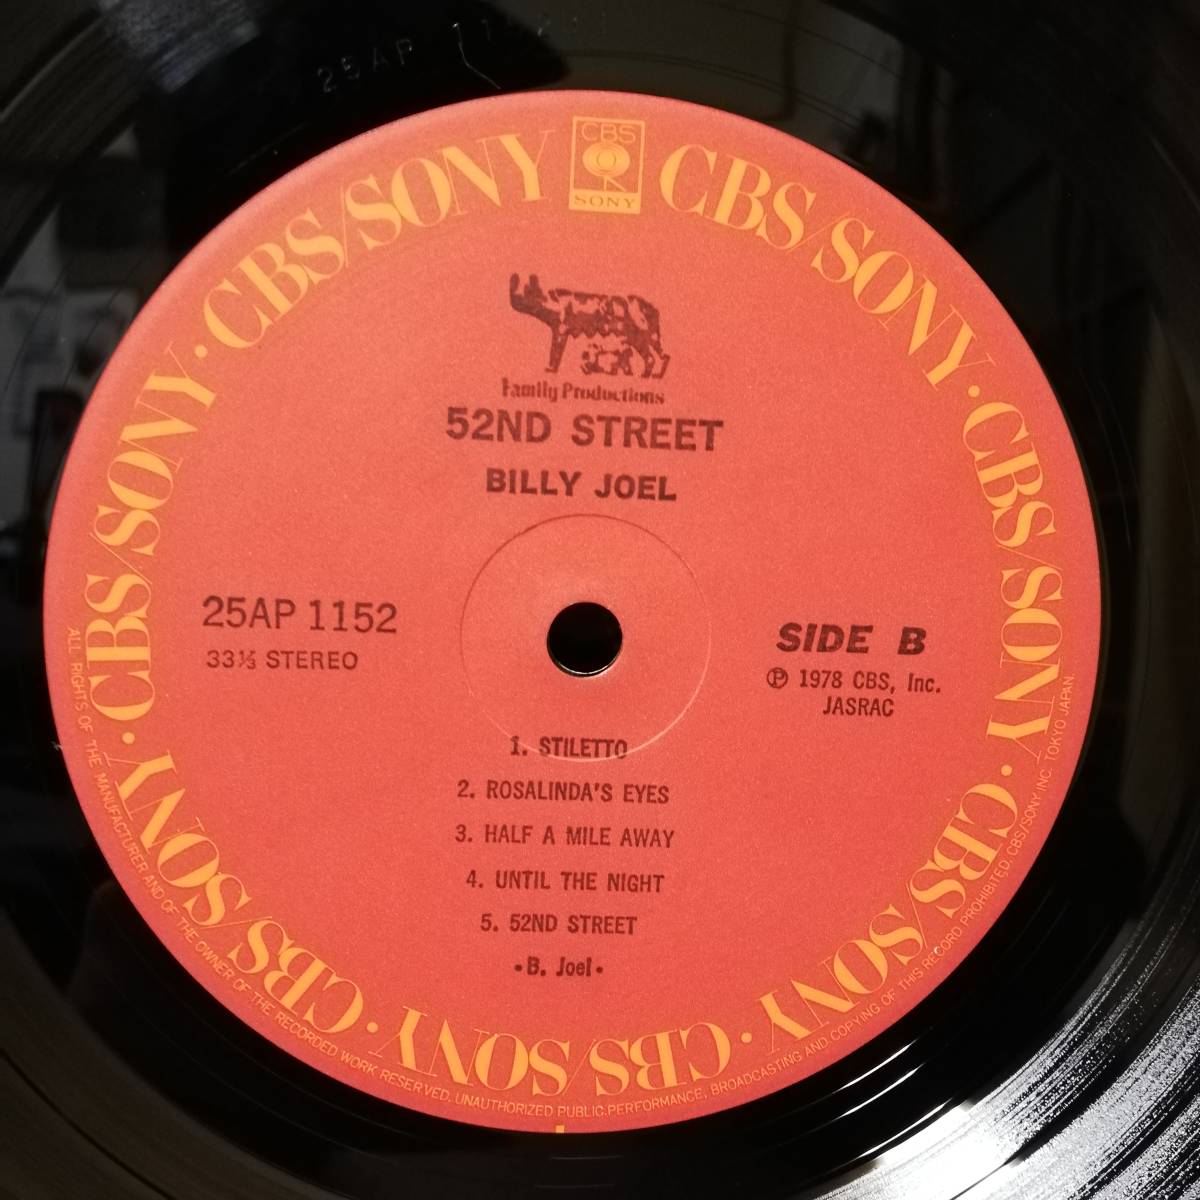 25AP 11
CBS
SONY
CBS/SONY · CBS/SONY · CBS/SONY · CBS/SONY · CBS/SONY · CBS/SONY · CBS/SONY · CBS/SONY
Family Productions
52ND STREET
BILLY JOEL
25AP 1152
33⅓ STEREO
SIDE B
℗ 1978 CBS, Inc.
JASRAC
1. STILETTO
2. ROSALINDA'S EYES
3. HALF A MILE AWAY
4. UNTIL THE NIGHT
5. 52ND STREET
•B. Joel•
ALL RIGHTS OF THE MANUFACTURER AND OF THE OWNER OF THE RECORDED WORK RESERVED. UNAUTHORIZED PUBLIC PERFORMANCE, BROADCASTING AND COPYING OF THIS RECORD PROHIBITED. CBS/SONY INC. TOKYO JAPAN.